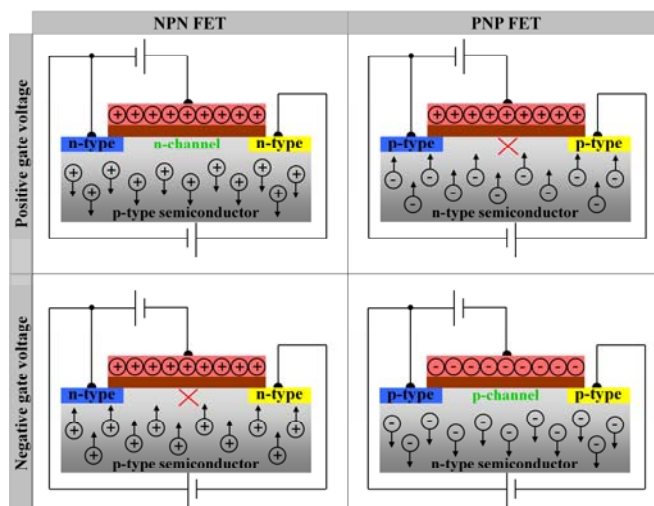 NPN FET
PNP FET
Positive gate voltage
+ + + + + + + + +
n-type
n-channel
n-type
+ + + + + + + + +
p-type semiconductor
+ + + + + + + + +
p-type
p-type
- - - - - - - - -
n-type semiconductor
Negative gate voltage
+ + + + + + + + +
n-type
n-type
+ + + + + + + + +
p-type semiconductor
- - - - - - - - -
p-type
p-channel
p-type
- - - - - - - - -
n-type semiconductor